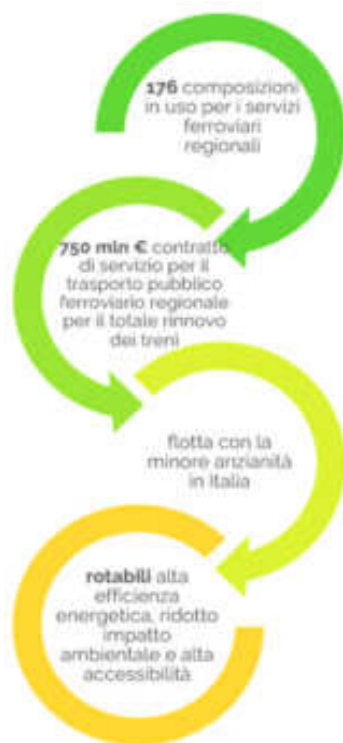 176 composizioni
in uso per i servizi
ferroviari
regionali
750 mln € contratto
di servizio per il
trasporto pubblico
ferroviario regionale
per il totale rinnovo
dei treni
flotta con la
minore anzianità
in Italia
rotabili alta
efficienza
energetica, ridotto
impatto
ambientale e alta
accessibilità